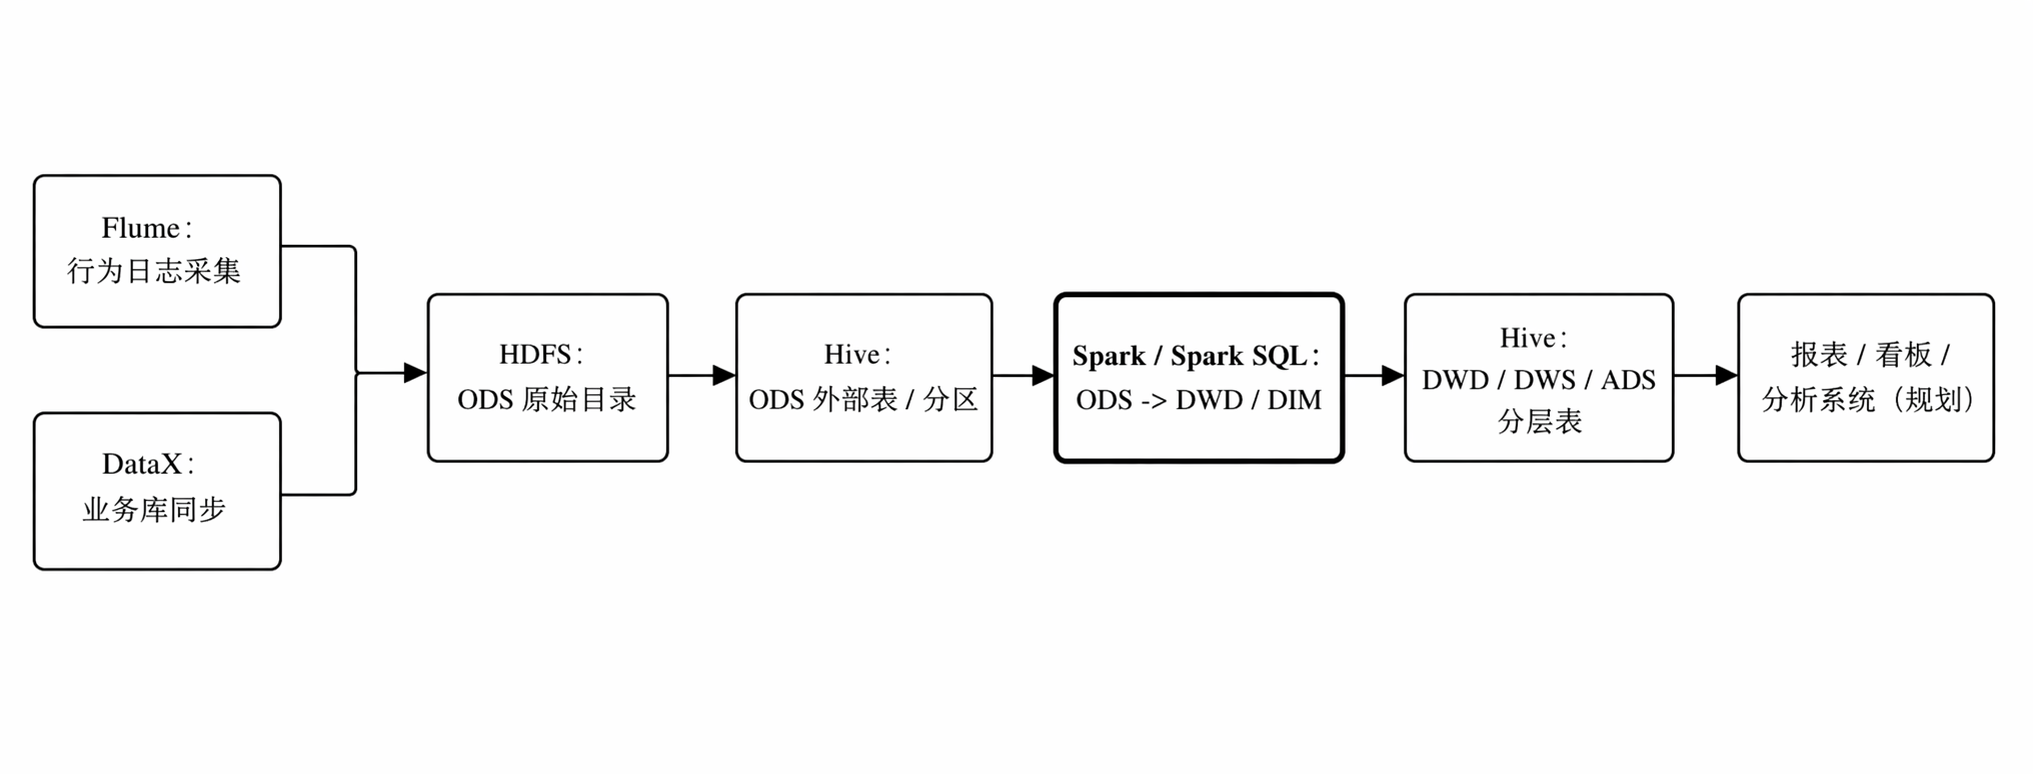 Flume：
行为日志采集
DataX：
业务库同步
HDFS：
ODS 原始目录
Hive：
ODS 外部表 / 分区
Spark / Spark SQL：
ODS -> DWD / DIM
Hive：
DWD / DWS / ADS
分层表
报表 / 看板 /
分析系统（规划）